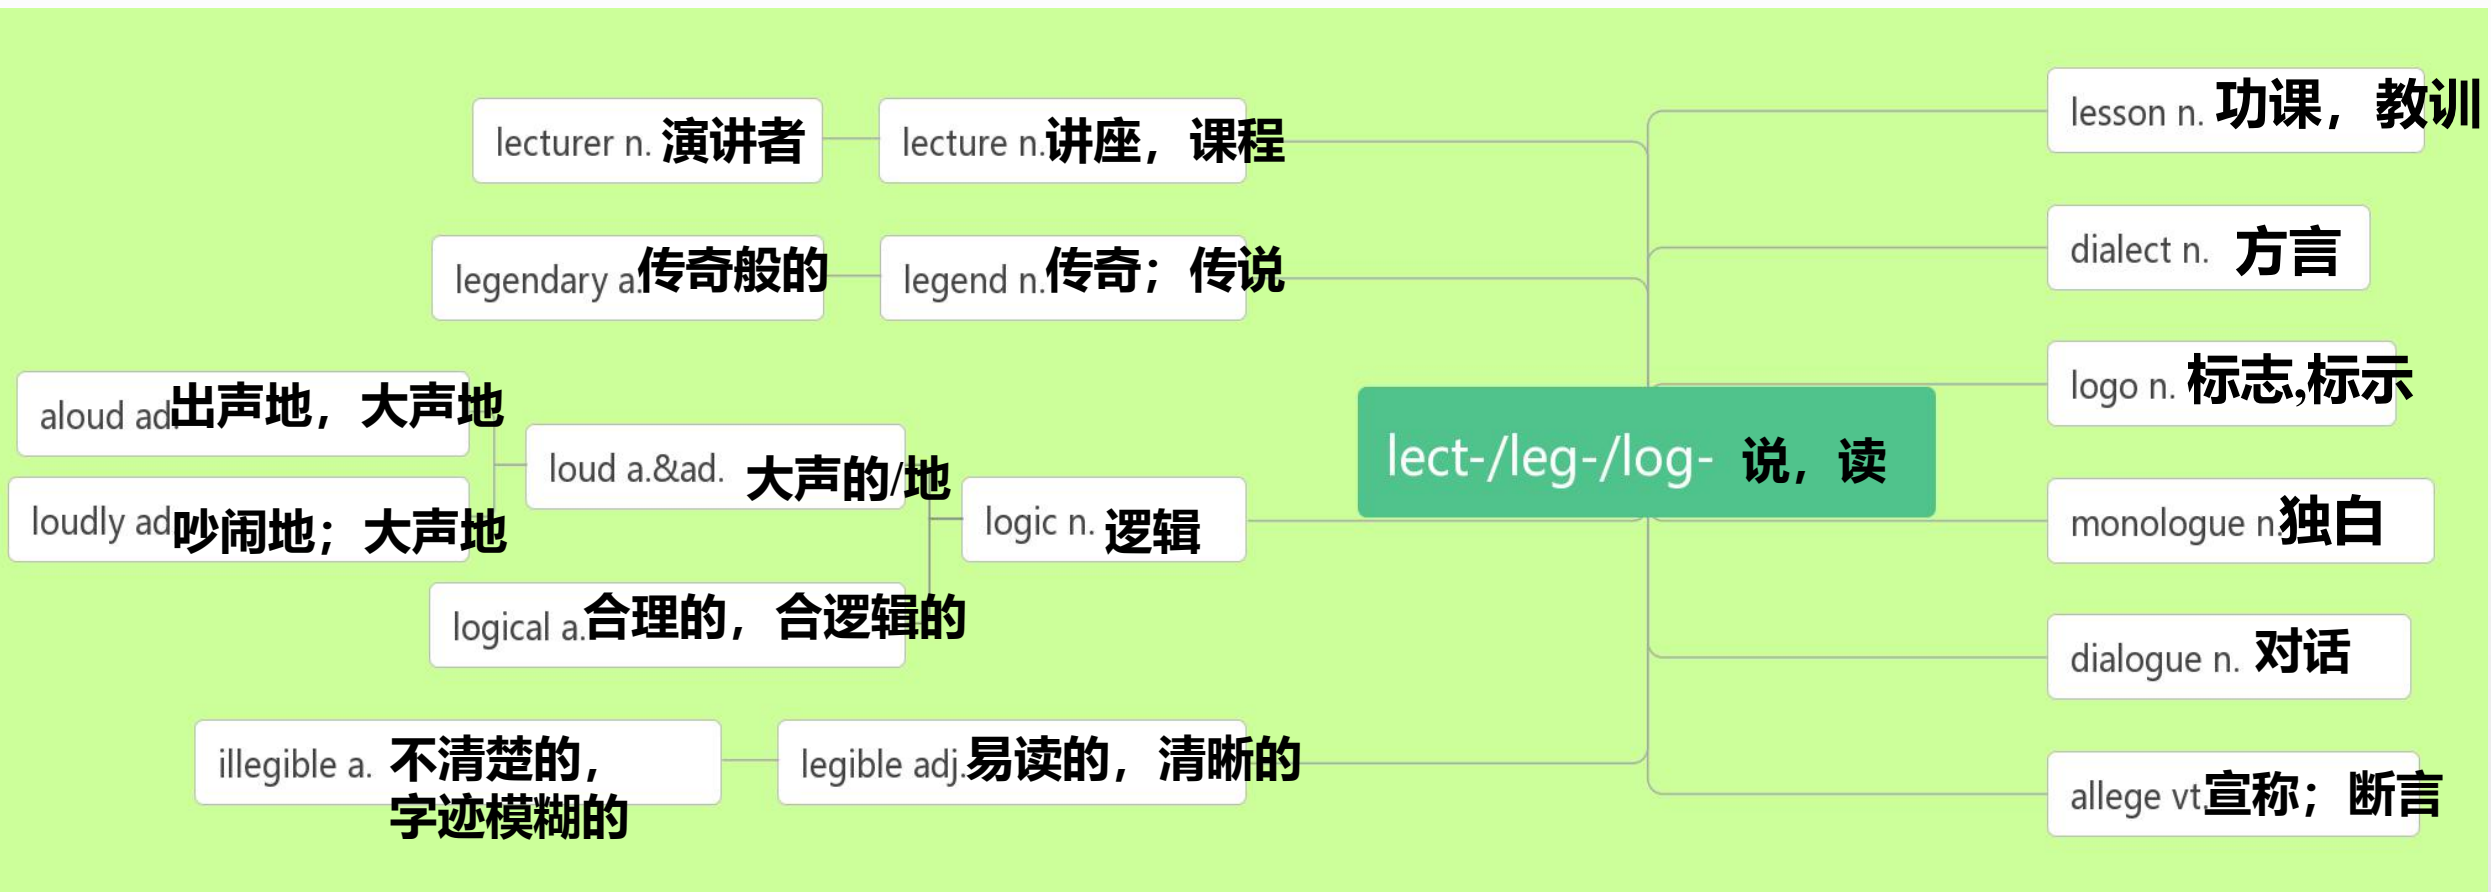 lecturer n. 演讲者
lecture n.讲座，课程
legendary a.传奇般的
legend n.传奇；传说
aloud ad.出声地，大声地
loud a.&ad. 大声的/地
loudly ad吵闹地；大声地
logic n. 逻辑
logical a.合理的，合逻辑的
illegible a. 不清楚的，
字迹模糊的
legible adj.易读的，清晰的
lect-/leg-/log- 说，读
lesson n. 功课，教训
dialect n. 方言
logo n. 标志,标示
monologue n.独白
dialogue n. 对话
allege vt.宣称；断言